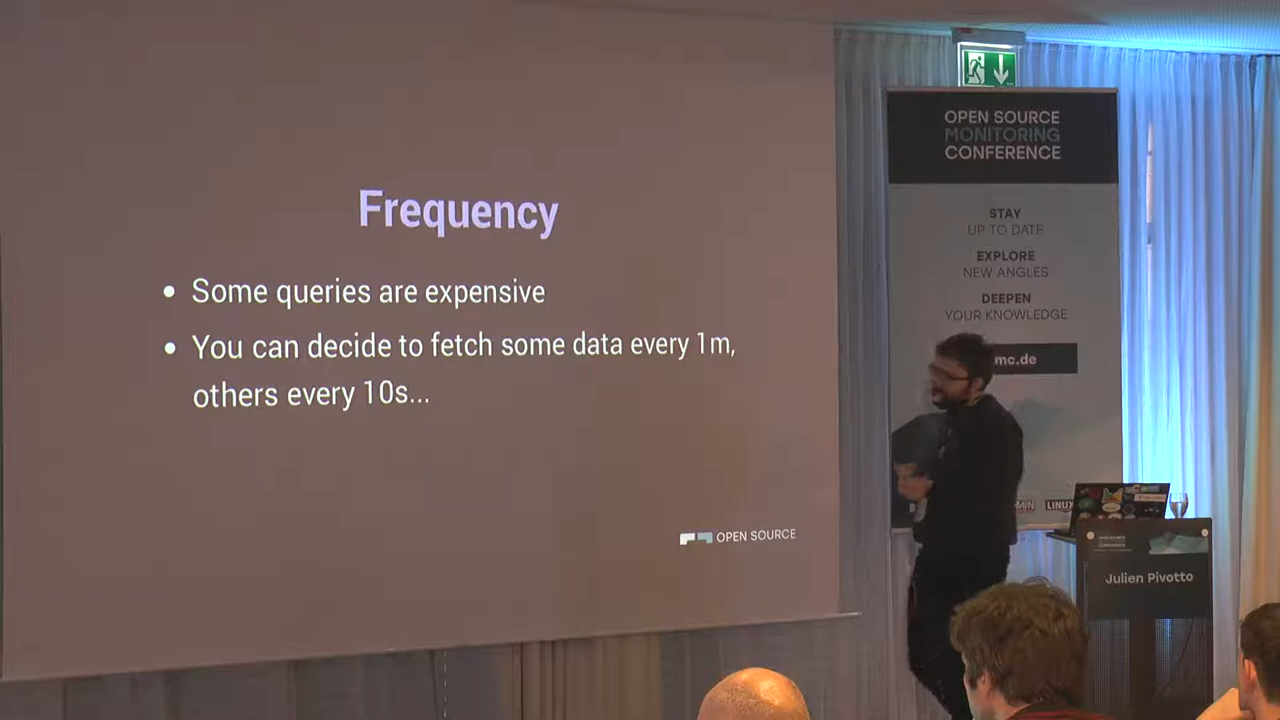 Frequency
Some queries are expensive
You can decide to fetch some data every 1m,
others every 10s...
OPEN SOURCE
OPEN SOURCE
MONITORING
CONFERENCE
STAY
UP TO DATE
EXPLORE
NEW ANGLES
DEEPEN
YOUR KNOWLEDGE
mc.de
LINUX
Julien Pivotto